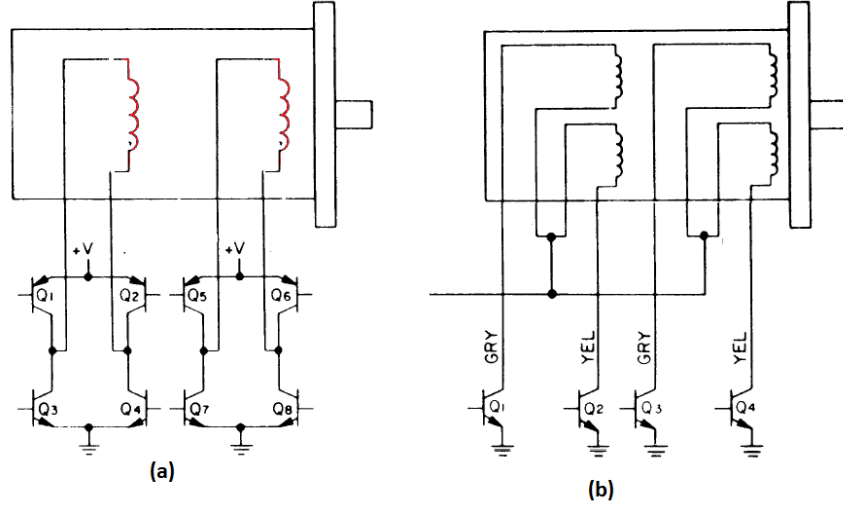 +V +V
Q1 Q2 Q5 Q6
Q3 Q4 Q7 Q8
(a)
GRY YEL GRY YEL
Q1 Q2 Q3 Q4
(b)